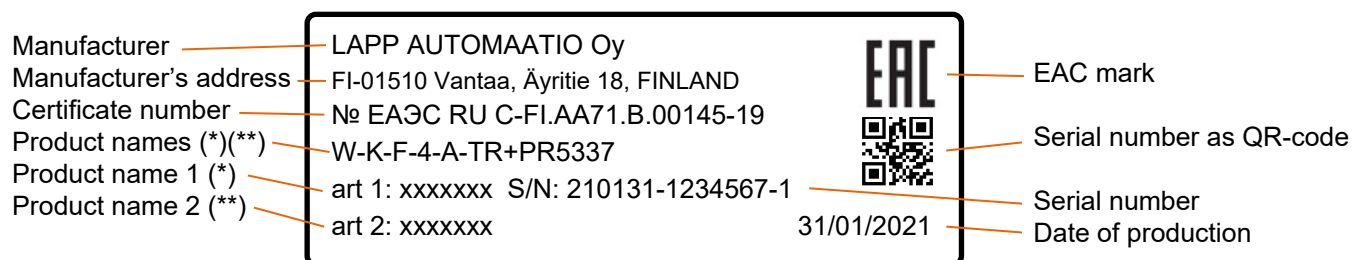 Manufacturer
Manufacturer's address
Certificate number
Product names (*)(**)
Product name 1 (*)
Product name 2 (**)
LAPP AUTOMAATIO Oy
FI-01510 Vantaa, Äyritie 18, FINLAND
№ ЕАЭС RU C-FI.AA71.B.00145-19
W-K-F-4-A-TR+PR5337
art 1: xxxxxxx S/N: 210131-1234567-1
art 2: xxxxxxx
31/01/2021
EAC
EAC mark
Serial number as QR-code
Serial number
Date of production